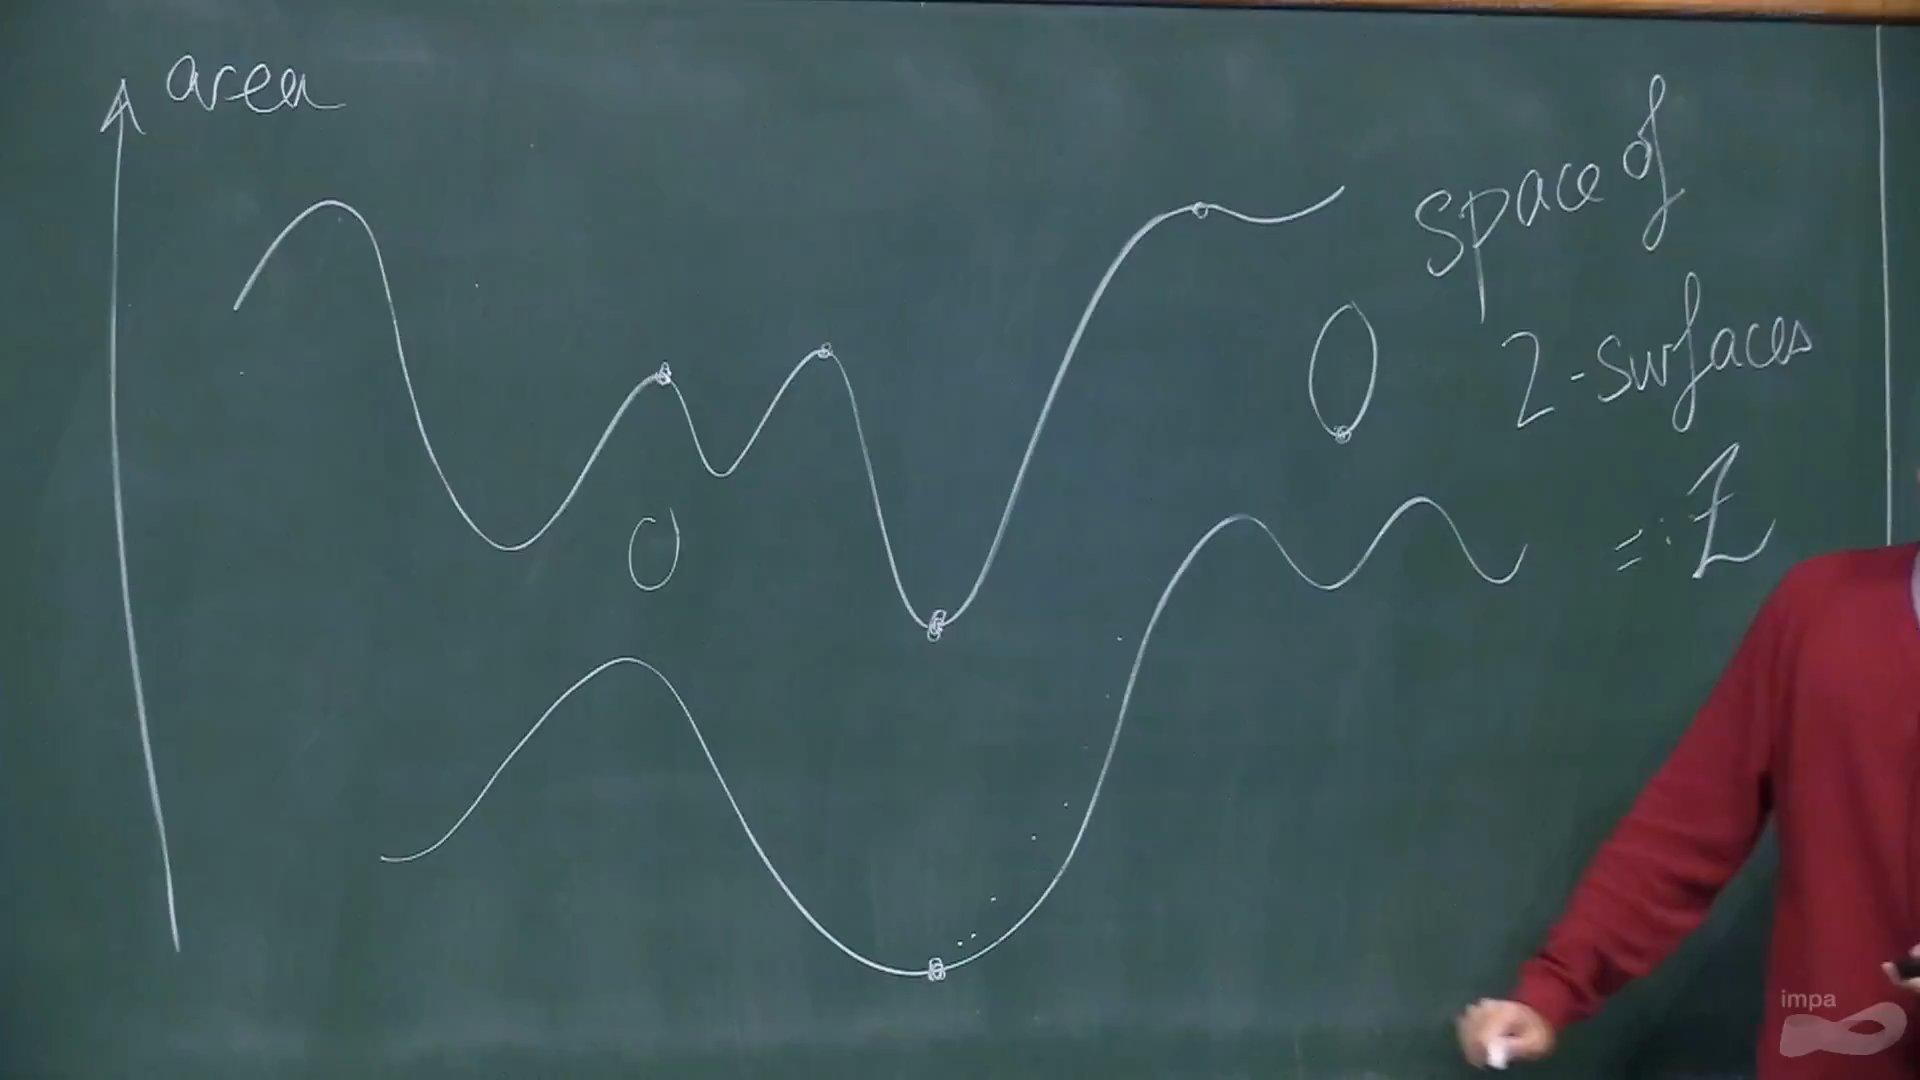 area
space of
2-surfaces
=: Z
impa